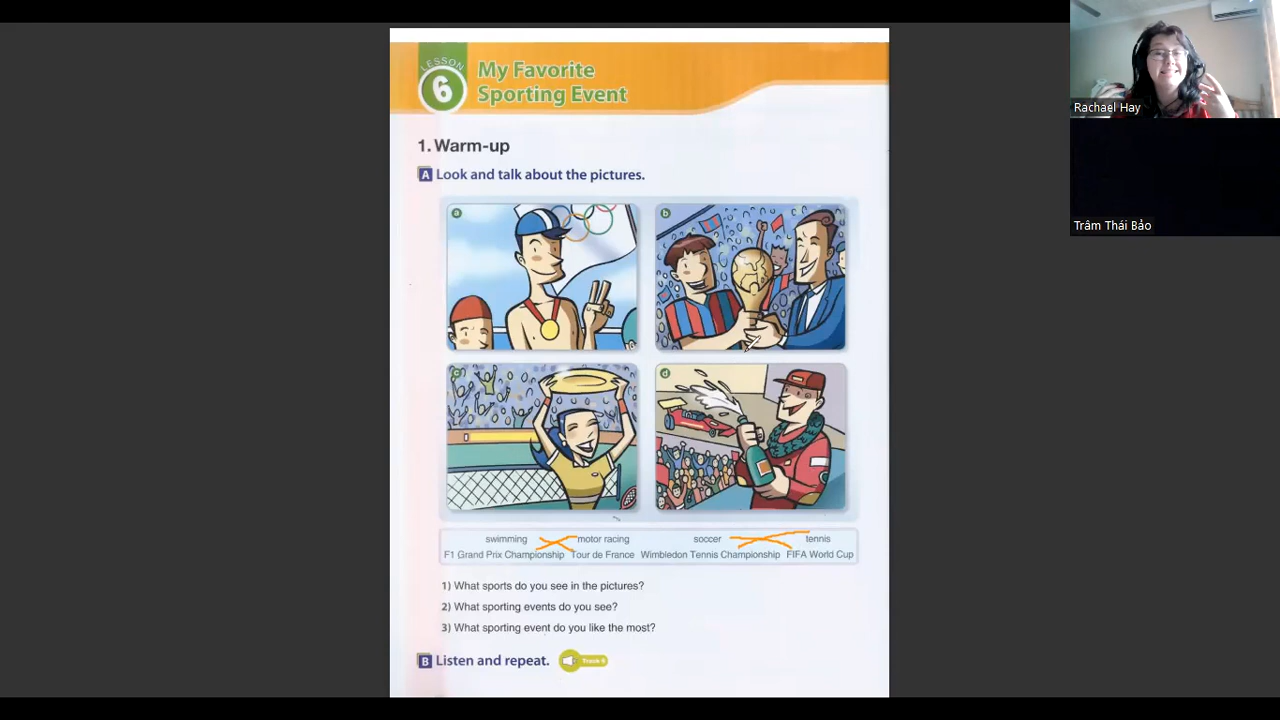 LESSON
6
My Favorite
Sporting Event
1. Warm-up
A Look and talk about the pictures.
a
b
c
d
swimming motor racing soccer tennis
F1 Grand Prix Championship Tour de France Wimbledon Tennis Championship FIFA World Cup
1) What sports do you see in the pictures?
2) What sporting events do you see?
3) What sporting event do you like the most?
B Listen and repeat.
Rachael Hay
Trâm Thái Bảo